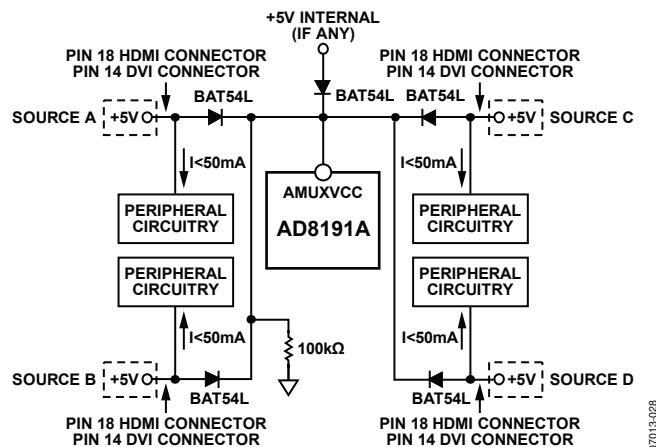 +5V INTERNAL
(IF ANY)
PIN 18 HDMI CONNECTOR
PIN 14 DVI CONNECTOR
PIN 18 HDMI CONNECTOR
PIN 14 DVI CONNECTOR
BAT54L
BAT54L
BAT54L
SOURCE A
+5V
+5V
SOURCE C
I<50mA
I<50mA
AMUXVCC
AD8191A
PERIPHERAL
CIRCUITRY
PERIPHERAL
CIRCUITRY
PERIPHERAL
CIRCUITRY
PERIPHERAL
CIRCUITRY
I<50mA
I<50mA
100kΩ
SOURCE B
+5V
+5V
SOURCE D
BAT54L
BAT54L
PIN 18 HDMI CONNECTOR
PIN 14 DVI CONNECTOR
PIN 18 HDMI CONNECTOR
PIN 14 DVI CONNECTOR
07013-028